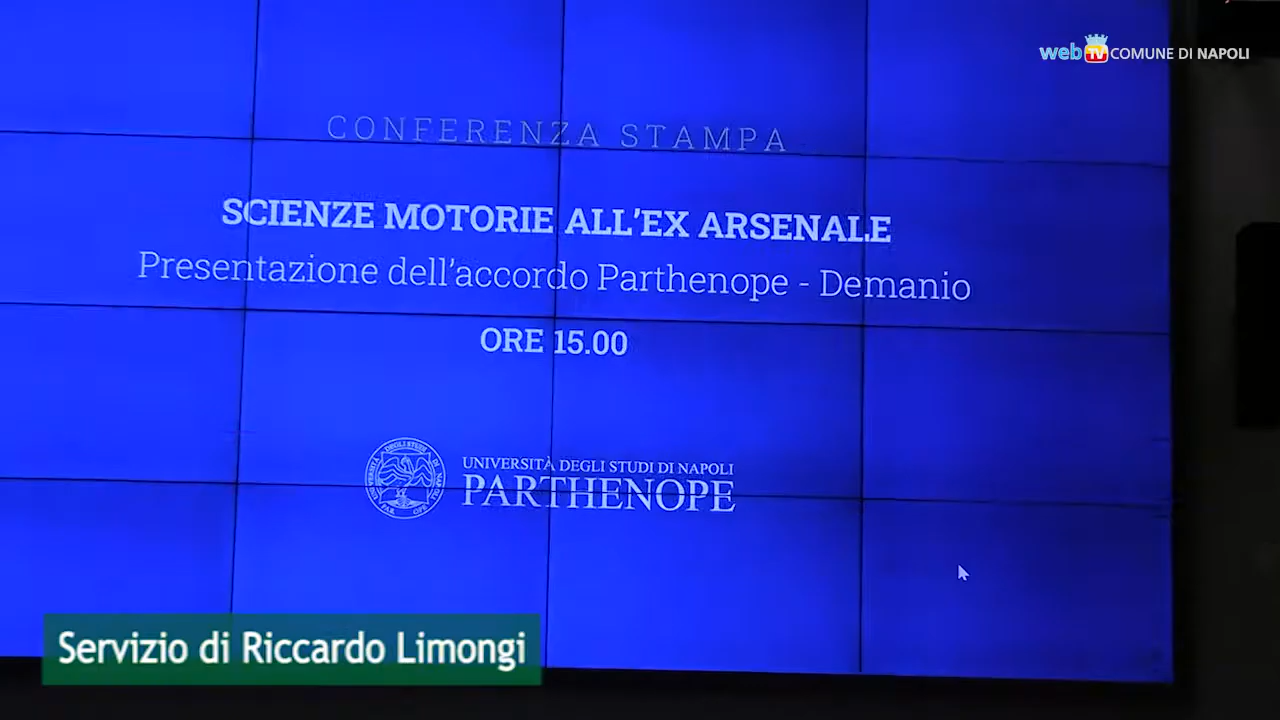 web TV COMUNE DI NAPOLI
CONFERENZA STAMPA
SCIENZE MOTORIE ALL'EX ARSENALE
Presentazione dell'accordo Parthenope - Demanio
ORE 15.00
UNIVERSITÀ DEGLI STUDI DI NAPOLI
PARTHENOPE
Servizio di Riccardo Limongi